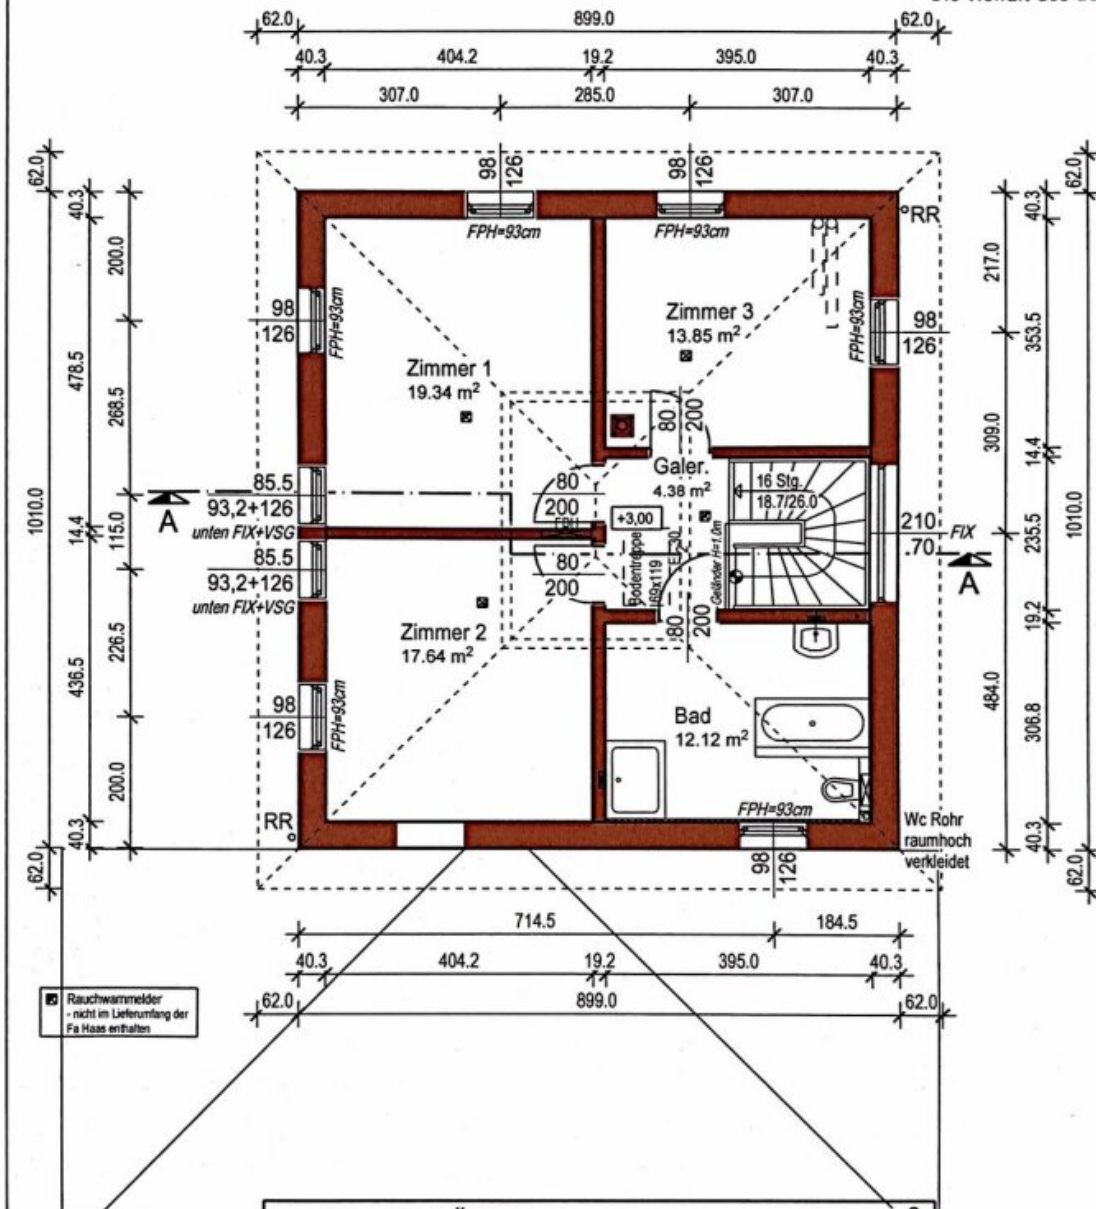 62.0 899.0 62.0
40.3 404.2 19.2 395.0 40.3
307.0 285.0 307.0
98 126
98 126
62.0
40.3
200.0
478.5
268.5
1010.0
14.4
115.0
436.5
226.5
200.0
40.3
62.0
FPH=93cm
FPH=93cm
RR
98
126
FPH=93cm
Zimmer 1
19.34 m²
Zimmer 3
13.85 m²
FPH=93cm
98
126
80
200
Galer.
4.38 m²
80
200
+3,00
16 Stg.
18.7/26.0
85.5
93,2+126
unten FIX+VSG
A
85.5
93,2+126
unten FIX+VSG
80
200
Bodentreppe
69x119
Geländer H=1.0m
210
70
FIX
A
80
200
Zimmer 2
17.64 m²
98
126
FPH=93cm
Bad
12.12 m²
FPH=93cm
RR
98 126
Wc Rohr
raumhoch
verkleidet
62.0
40.3
217.0
353.5
309.0
14.4
235.5
1010.0
19.2
484.0
306.8
40.3
62.0
714.5 184.5
40.3 404.2 19.2 395.0 40.3
62.0 899.0 62.0
Rauchwarnmelder
- nicht im Lieferumfang der
Fa Haas enthalten